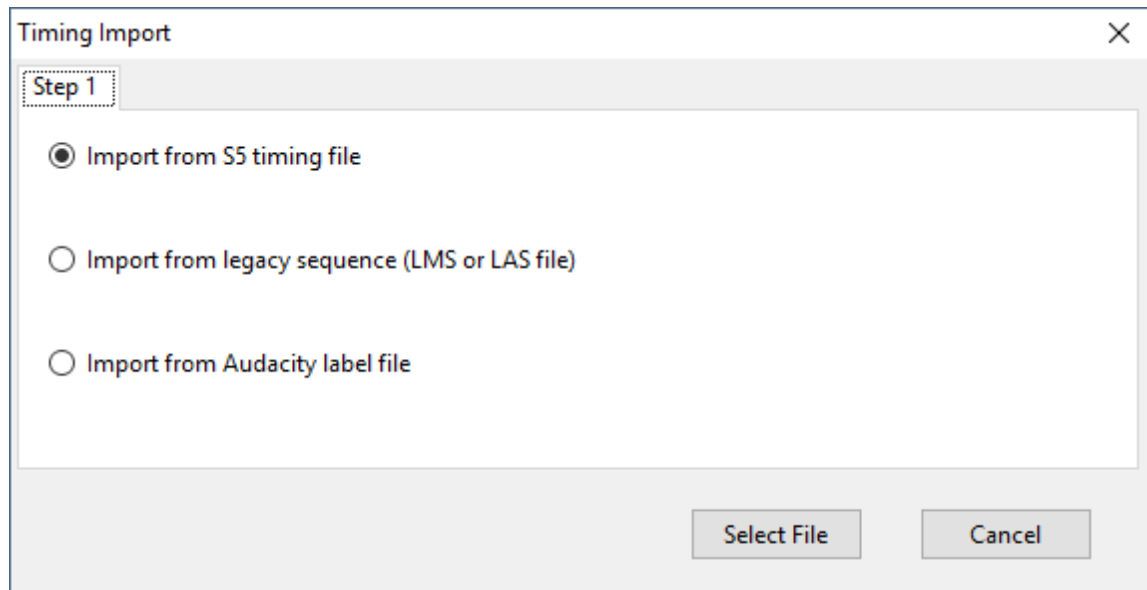 Timing Import
Step 1
Import from S5 timing file
Import from legacy sequence (LMS or LAS file)
Import from Audacity label file
Select File
Cancel